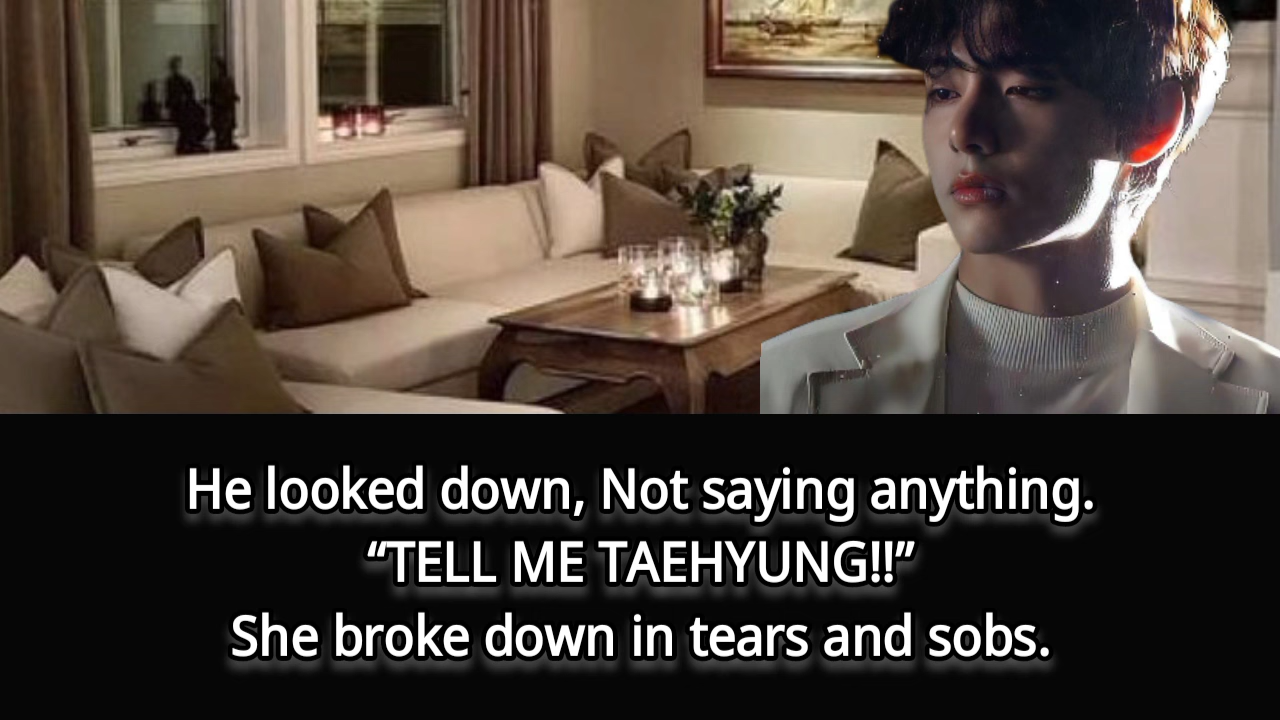 He looked down, Not saying anything.
“TELL ME TAEHYUNG!!”
She broke down in tears and sobs.